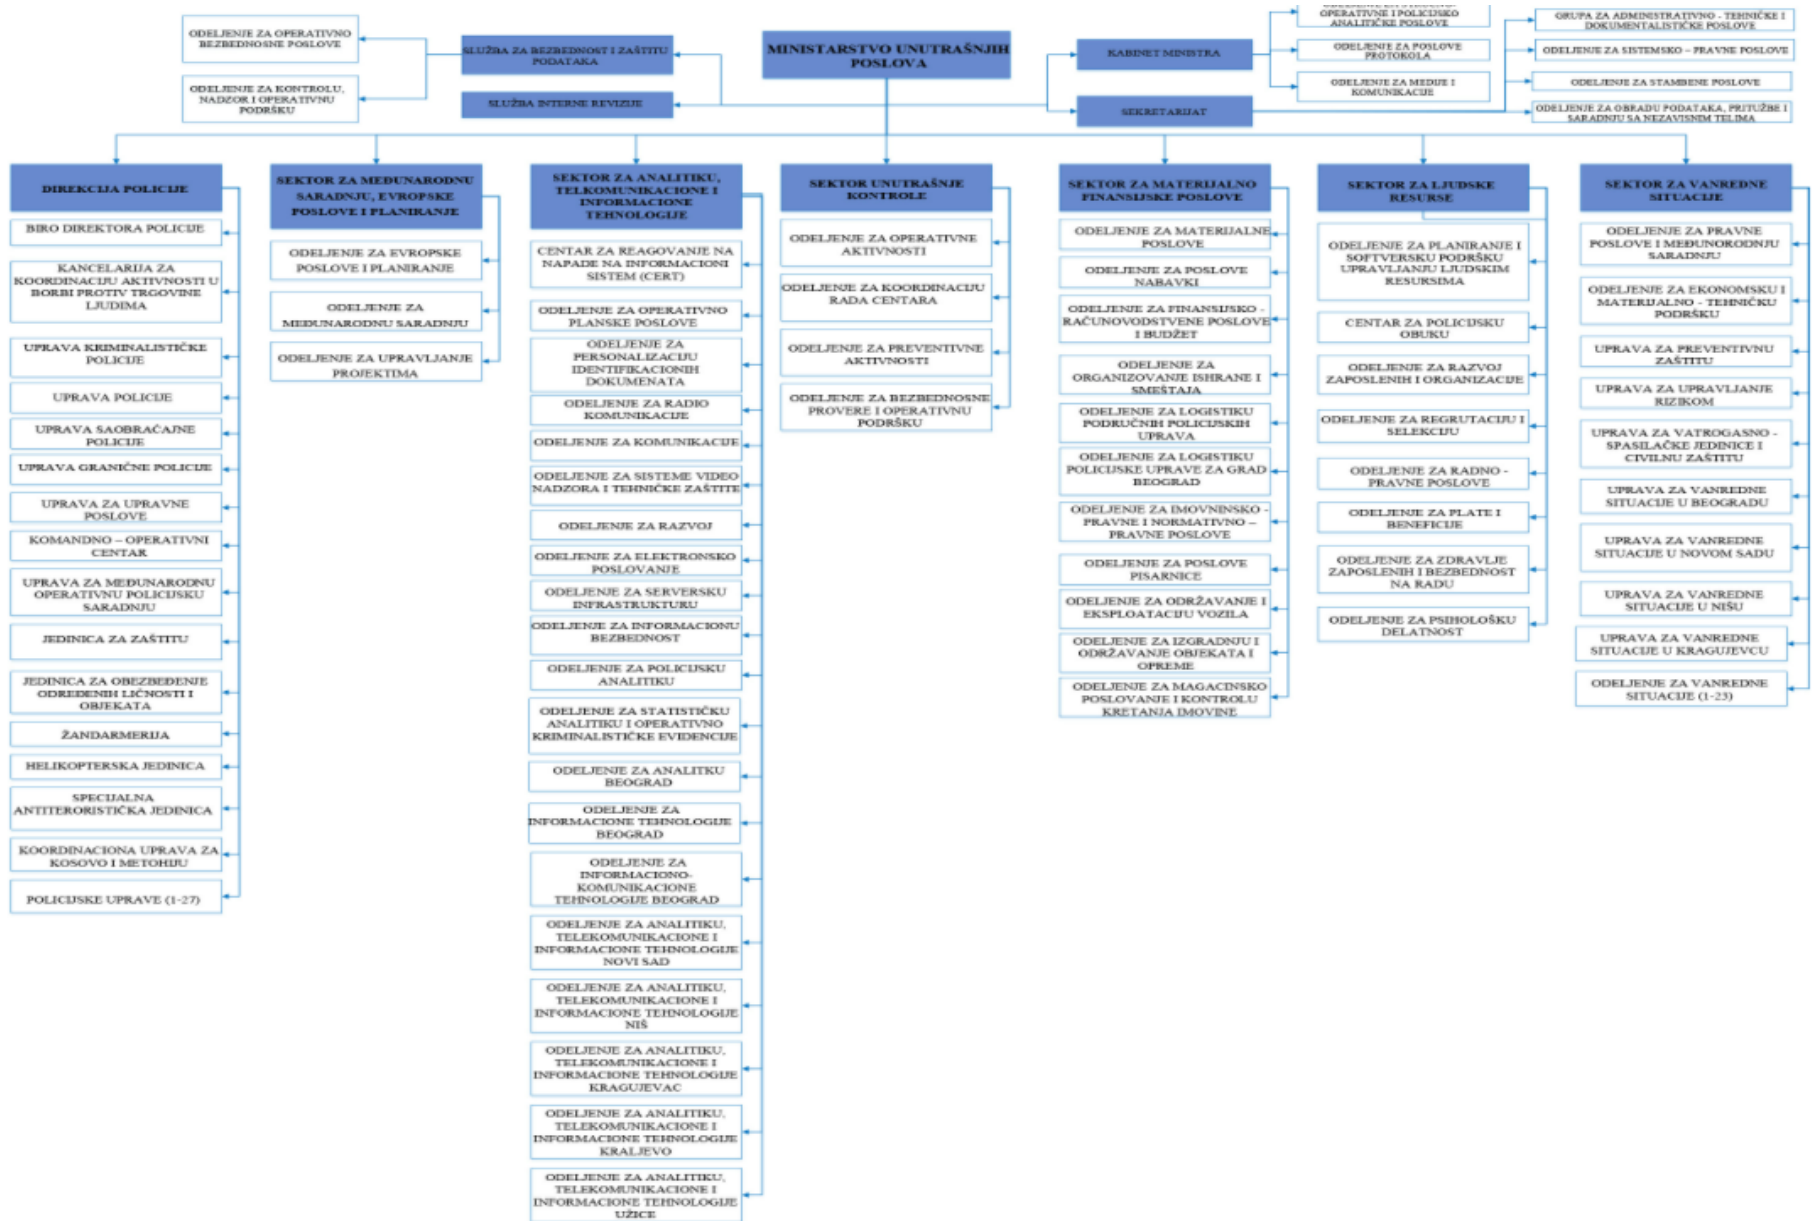 ODELJENJE ZA OPERATIVNO
BEZBEDNOSNE POSLOVE
ODELJENJE ZA KONTROLU,
NADZOR I OPERATIVNU
PODRŠKU
SLUŽBA ZA BEZBEDNOST I ZAŠTITU
PODATAKA
SLUŽBA INTERNE REVIZIJE
MINISTARSTVO UNUTRAŠNJIH
POSLOVA
KABINET MINISTRA
SEKRETARIJAT
OPERATIVNE I POLICIJSKO
ANALITIČKE POSLOVE
ODELJENJE ZA POSLOVE
PROTOKOLA
ODELJENJE ZA MEDIJE I
KOMUNIKACIJE
GRUPA ZA ADMINISTRATIVNO - TEHNIČKE I
DOKUMENTALISTIČKE POSLOVE
ODELJENJE ZA SISTEMSKO – PRAVNE POSLOVE
ODELJENJE ZA STAMBENE POSLOVE
ODELJENJE ZA OBRADU PODATAKA, PRITUŽBE I
SARADNJU SA NEZAVISNIM TELIMA
DIREKCIJA POLICIJE
BIRO DIREKTORA POLICIJE
KANCELARIJA ZA
KOORDINACIJU AKTIVNOSTI U
BORBI PROTIV TRGOVINE
LJUDIMA
UPRAVA KRIMINALISTIČKE
POLICIJE
UPRAVA POLICIJE
UPRAVA SAOBRAĆAJNE
POLICIJE
UPRAVA GRANIČNE POLICIJE
UPRAVA ZA UPRAVNE
POSLOVE
KOMANDNO – OPERATIVNI
CENTAR
UPRAVA ZA MEĐUNARODNU
OPERATIVNU POLICIJSKU
SARADNJU
JEDINICA ZA ZAŠTITU
JEDINICA ZA OBEZBEĐENJE
ODREĐENIH LIČNOSTI I
OBJEKATA
ŽANDARMERIJA
HELIKOPTERSKA JEDINICA
SPECIJALNA
ANTITERORISTIČKA JEDINICA
KOORDINACIONA UPRAVA ZA
KOSOVO I METOHIJU
POLICIJSKE UPRAVE (1-27)
SEKTOR ZA MEĐUNARODNU
SARADNJU, EVROPSKE
POSLOVE I PLANIRANJE
ODELJENJE ZA EVROPSKE
POSLOVE I PLANIRANJE
ODELJENJE ZA
MEĐUNARODNU SARADNJU
ODELJENJE ZA UPRAVLJANJE
PROJEKTIMA
SEKTOR ZA ANALITIKU,
TELKOMUNIKACIONE I
INFORMACIONE
TEHNOLOGIJE
CENTAR ZA REAGOVANJE NA
NAPADE NA INFORMACIONI
SISTEM (CERT)
ODELJENJE ZA OPERATIVNO
PLANSKE POSLOVE
ODELJENJE ZA
PERSONALIZACIJU
IDENTIFIKACIONIH
DOKUMENATA
ODELJENJE ZA RADIO
KOMUNIKACIJE
ODELJENJE ZA KOMUNIKACIJE
ODELJENJE ZA SISTEME VIDEO
NADZORA I TEHNIČKE ZAŠTITE
ODELJENJE ZA RAZVOJ
ODELJENJE ZA ELEKTRONSKO
POSLOVANJE
ODELJENJE ZA SERVERSKU
INFRASTRUKTURU
ODELJENJE ZA INFORMACIONU
BEZBEDNOST
ODELJENJE ZA POLICIJSKU
ANALITIKU
ODELJENJE ZA STATISTIČKU
ANALITIKU I OPERATIVNO
KRIMINALISTIČKE EVIDENCIJE
ODELJENJE ZA ANALITKU
BEOGRAD
ODELJENJE ZA
INFORMACIONE TEHNOLOGIJE
BEOGRAD
ODELJENJE ZA
INFORMACIONO-
KOMUNIKACIONE
TEHNOLOGIJE BEOGRAD
ODELJENJE ZA ANALITIKU,
TELEKOMUNIKACIONE I
INFORMACIONE TEHNOLOGIJE
NOVI SAD
ODELJENJE ZA ANALITIKU,
TELEKOMUNIKACIONE I
INFORMACIONE TEHNOLOGIJE
NIŠ
ODELJENJE ZA ANALITIKU,
TELEKOMUNIKACIONE I
INFORMACIONE TEHNOLOGIJE
KRAGUJEVAC
ODELJENJE ZA ANALITIKU,
TELEKOMUNIKACIONE I
INFORMACIONE TEHNOLOGIJE
KRALJEVO
ODELJENJE ZA ANALITIKU,
TELEKOMUNIKACIONE I
INFORMACIONE TEHNOLOGIJE
UŽICE
SEKTOR UNUTRAŠNJE
KONTROLE
ODELJENJE ZA OPERATIVNE
AKTIVNOSTI
ODELJENJE ZA KOORDINACIJU
RADA CENTARA
ODELJENJE ZA PREVENTIVNE
AKTIVNOSTI
ODELJENJE ZA BEZBEDNOSNE
PROVERE I OPERATIVNU
PODRŠKU
SEKTOR ZA MATERIJALNO
FINANSIJSKE POSLOVE
ODELJENJE ZA MATERIJALNE
POSLOVE
ODELJENJE ZA POSLOVE
NABAVKI
ODELJENJE ZA FINANSIJSKO -
RAČUNOVODSTVENE POSLOVE
I BUDŽET
ODELJENJE ZA
ORGANIZOVANJE ISHRANE I
SMEŠTAJA
ODELJENJE ZA LOGISTIKU
PODRUČNIH POLICIJSKIH
UPRAVA
ODELJENJE ZA LOGISTIKU
POLICIJSKE UPRAVE ZA GRAD
BEOGRAD
ODELJENJE ZA IMOVNINSKO -
PRAVNE I NORMATIVNO –
PRAVNE POSLOVE
ODELJENJE ZA POSLOVE
PISARNICE
ODELJENJE ZA ODRŽAVANJE I
EKSPLOATACIJU VOZILA
ODELJENJE ZA IZGRADNJU I
ODRŽAVANJE OBJEKATA I
OPREME
ODELJENJE ZA MAGACINSKO
POSLOVANJE I KONTROLU
KRETANJA IMOVINE
SEKTOR ZA LJUDSKE
RESURSE
ODELJENJE ZA PLANIRANJE I
SOFTVERSKU PODRŠKU
UPRAVLJANJU LJUDSKIM
RESURSIMA
CENTAR ZA POLICIJSKU
OBUKU
ODELJENJE ZA RAZVOJ
ZAPOSLENIH I ORGANIZACIJE
ODELJENJE ZA REGRUTACIJU I
SELEKCIJU
ODELJENJE ZA RADNO -
PRAVNE POSLOVE
ODELJENJE ZA PLATE I
BENEFICIJE
ODELJENJE ZA ZDRAVLJE
ZAPOSLENIH I BEZBEDNOST
NA RADU
ODELJENJE ZA PSIHOLOŠKU
DELATNOST
SEKTOR ZA VANREDNE
SITUACIJE
ODELJENJE ZA PRAVNE
POSLOVE I MEĐUNORODNJU
SARADNJU
ODELJENJE ZA EKONOMSKU I
MATERIJALNO - TEHNIČKU
PODRŠKU
UPRAVA ZA PREVENTIVNU
ZAŠTITU
UPRAVA ZA UPRAVLJANJE
RIZIKOM
UPRAVA ZA VATROGASNO -
SPASILAČKE JEDINICE I
CIVILNU ZAŠTITU
UPRAVA ZA VANREDNE
SITUACIJE U BEOGRADU
UPRAVA ZA VANREDNE
SITUACIJE U NOVOM SADU
UPRAVA ZA VANREDNE
SITUACIJE U NIŠU
UPRAVA ZA VANREDNE
SITUACIJE U KRAGUJEVCU
ODELJENJE ZA VANREDNE
SITUACIJE (1-23)